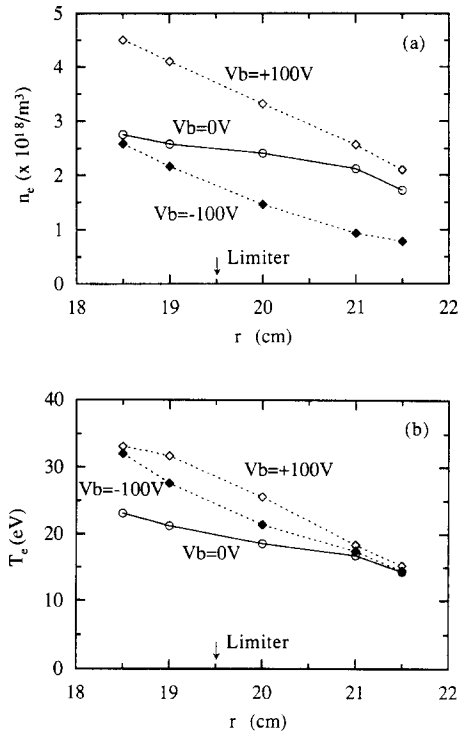 5
(a)
4
Vb=+100V
3
Vb=0V
2
Vb=-100V
1
Limiter
0
n_e (x 10^18/m^3)
18 19 20 21 22
r (cm)
40
(b)
30
Vb=+100V
Vb=-100V
20
Vb=0V
10
Limiter
0
T_e (eV)
18 19 20 21 22
r (cm)